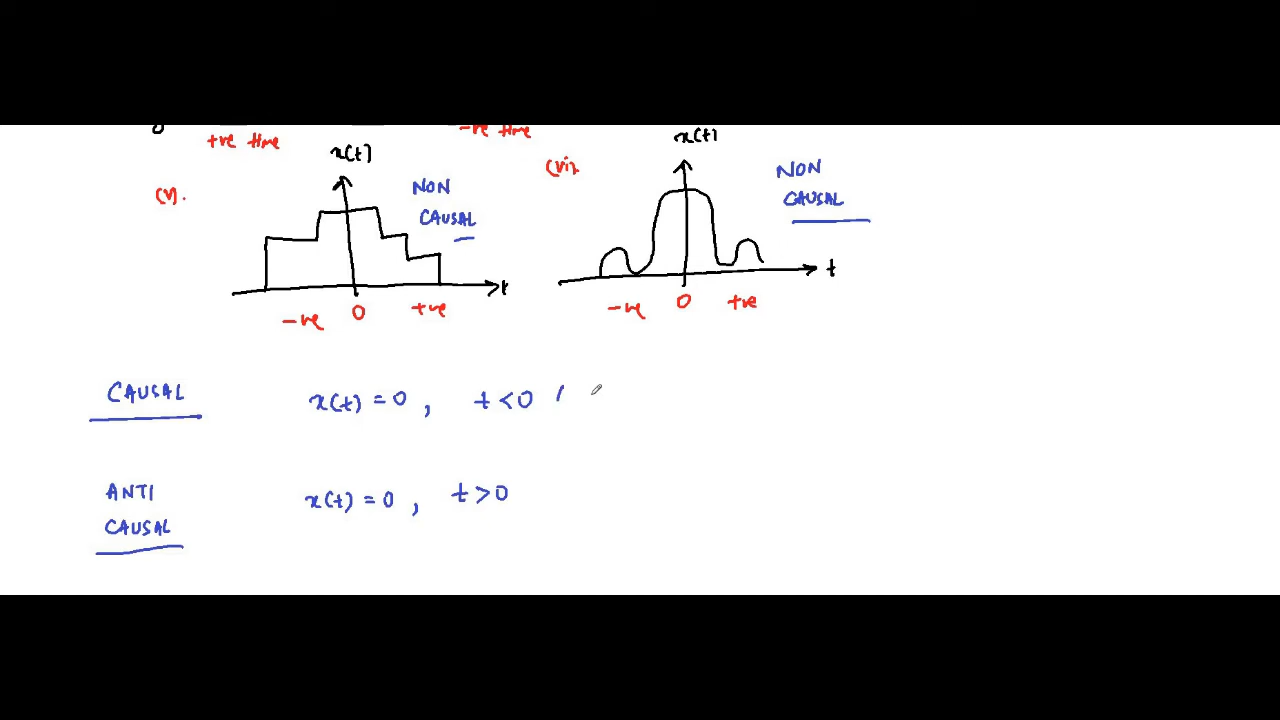 +ve time
-ve time
x(t)
(v).
NON
CAUSAL
t
-ve 0 +ve
x(t)
(vi).
NON
CAUSAL
t
-ve 0 +ve
CAUSAL x(t) = 0 , t < 0 /
ANTI
CAUSAL x(t) = 0 , t > 0